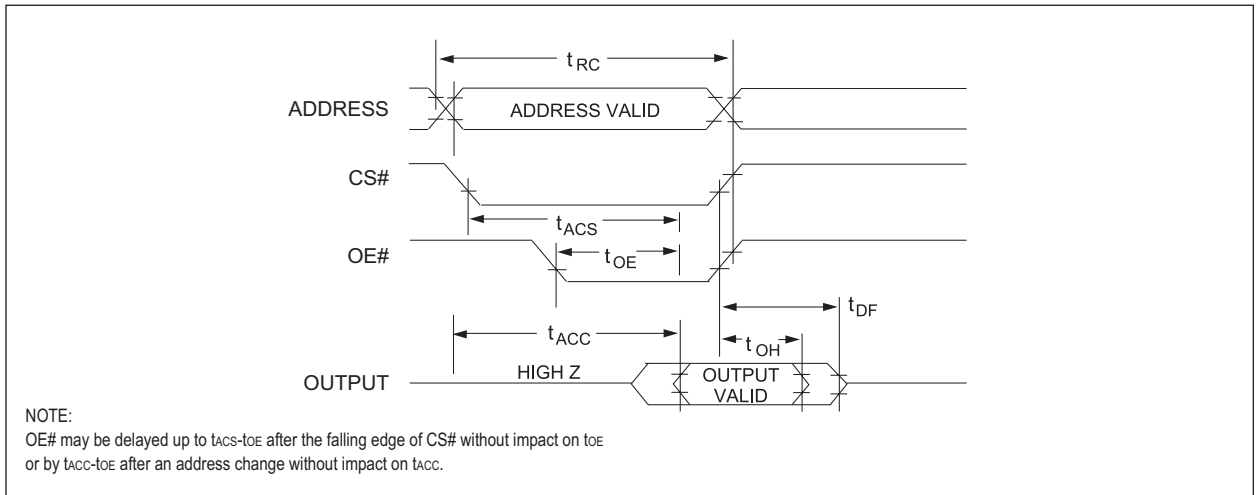 tRC
ADDRESS
ADDRESS VALID
CS#
tACS
OE#
tOE
tDF
tACC
tOH
OUTPUT
HIGH Z
OUTPUT
VALID
NOTE:
OE# may be delayed up to tACS-tOE after the falling edge of CS# without impact on tOE
or by tACC-tOE after an address change without impact on tACC.